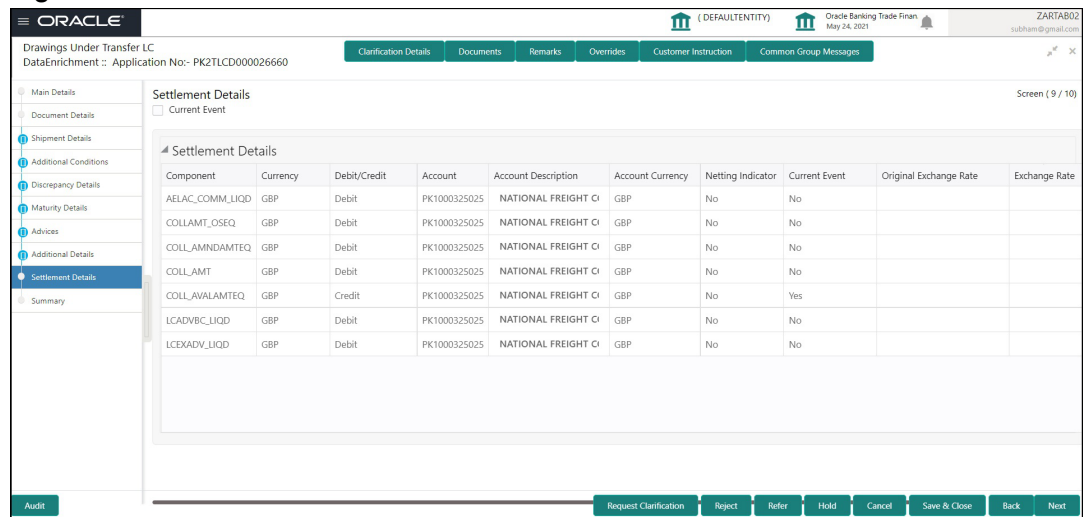 ORACLE
( DEFAULTENTITY)
Oracle Banking Trade Finan
May 24, 2021
ZARTAB02
subham@gmail.com
Drawings Under Transfer LC
DataEnrichment :: Application No:- PK2TLCD000026660
Clarification Details Documents Remarks Overrides Customer Instruction Common Group Messages
Main Details
Document Details
Shipment Details
Additional Conditions
Discrepancy Details
Maturity Details
Advices
Additional Details
Settlement Details
Summary
Settlement Details
Screen ( 9 / 10)
Current Event
Settlement Details
Component Currency Debit/Credit Account Account Description Account Currency Netting Indicator Current Event Original Exchange Rate Exchange Rate
AELAC_COMM_LIQD GBP Debit PK1000325025 NATIONAL FREIGHT GBP No No
COLLAMT_OSEQ GBP Debit PK1000325025 NATIONAL FREIGHT GBP No No
COLL_AMNDAMTEQ GBP Debit PK1000325025 NATIONAL FREIGHT GBP No No
COLL_AMT GBP Debit PK1000325025 NATIONAL FREIGHT GBP No No
COLL_AVALAMTEQ GBP Credit PK1000325025 NATIONAL FREIGHT GBP No Yes
LCADVBC_LIQD GBP Debit PK1000325025 NATIONAL FREIGHT GBP No No
LCEXADV_LIQD GBP Debit PK1000325025 NATIONAL FREIGHT GBP No No
Audit Request Clarification Reject Refer Hold Cancel Save & Close Back Next